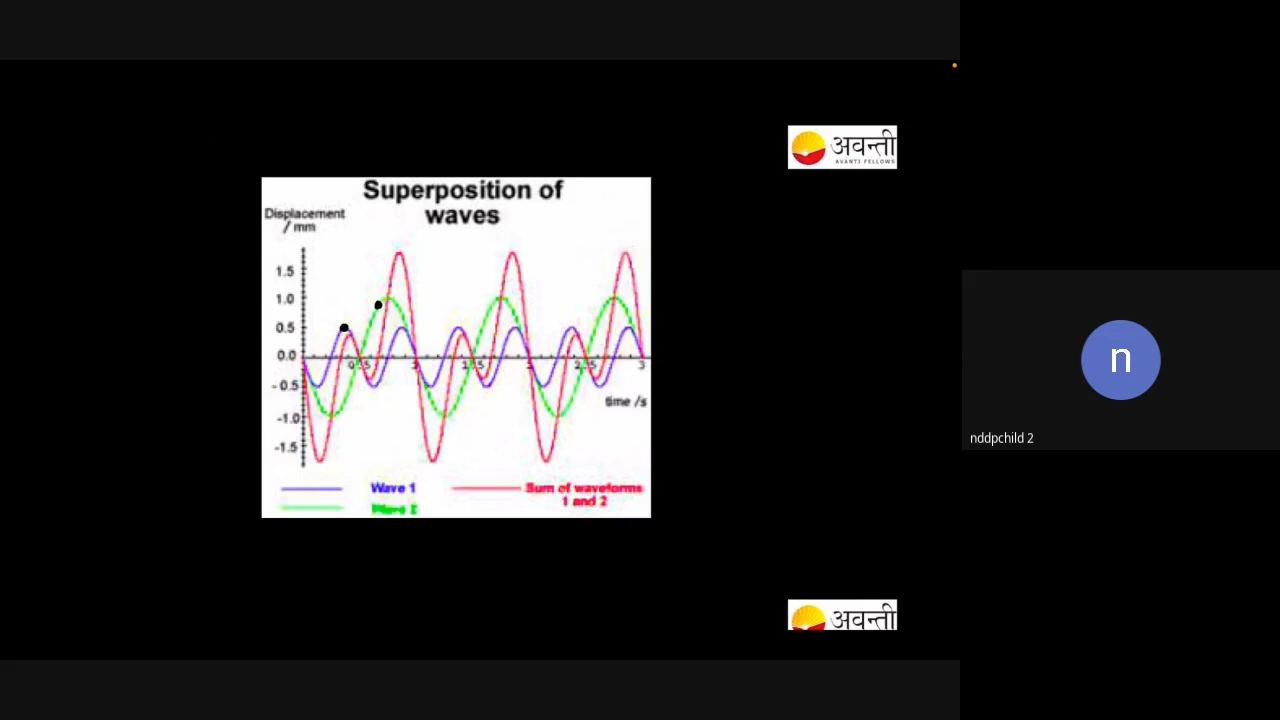 अवन्ती
AVANTI FELLOWS
Superposition of
waves
Displacement
/ mm
1.5
1.0
0.5
0.0
- 0.5
-1.0
-1.5
3
time /s
Wave 1
Sum of waveforms
1 and 2
n
nddpchild 2
अवन्ती